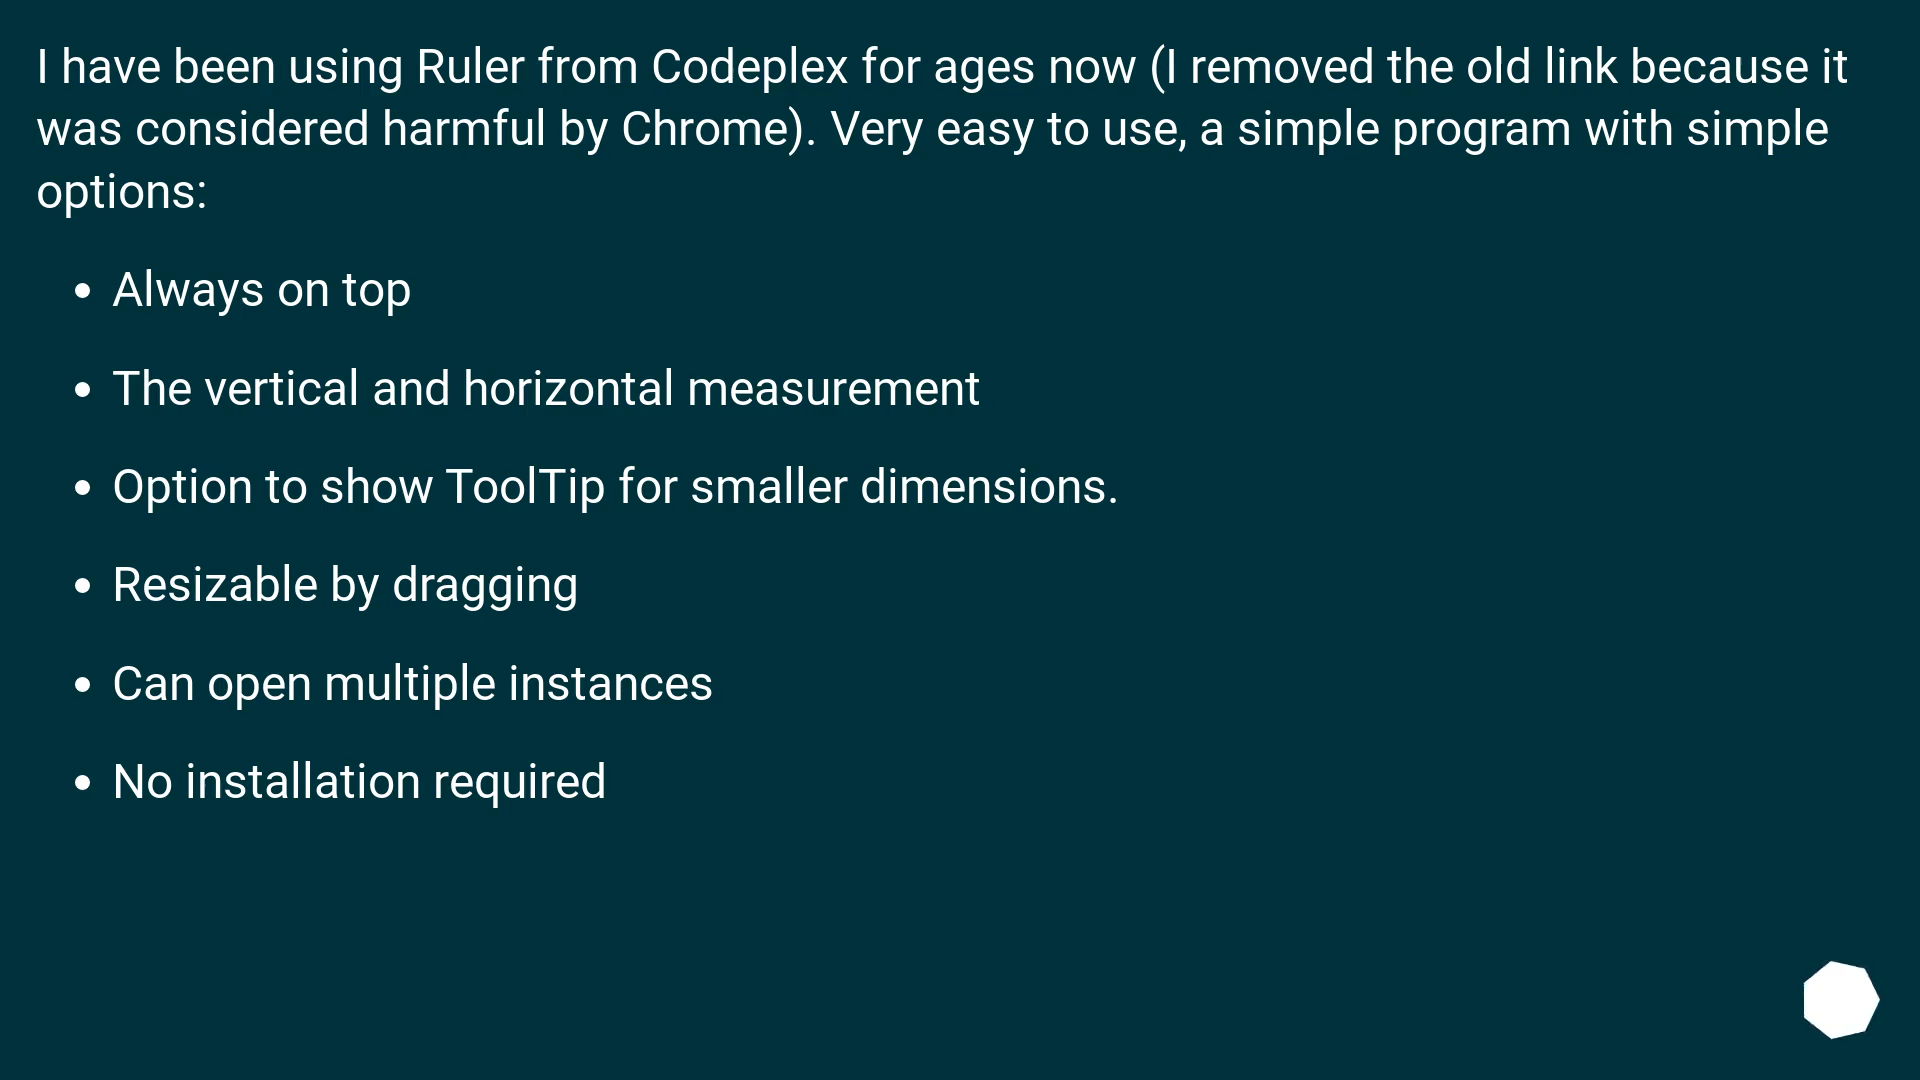 I have been using Ruler from Codeplex for ages now (I removed the old link because it
was considered harmful by Chrome). Very easy to use, a simple program with simple
options:
• Always on top
• The vertical and horizontal measurement
• Option to show ToolTip for smaller dimensions.
• Resizable by dragging
• Can open multiple instances
• No installation required